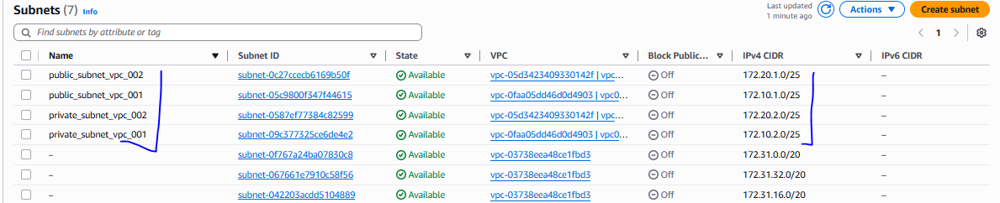 Subnets (7) Info
Last updated
1 minute ago
Actions
Create subnet
Find subnets by attribute or tag
1
Name Subnet ID State VPC Block Public... IPv4 CIDR IPv6 CIDR
public_subnet_vpc_002 subnet-0c27ccecb6169b50f Available vpc-05d3423409330142f | vpc... Off 172.20.1.0/25 –
public_subnet_vpc_001 subnet-05c9800f347f44615 Available vpc-0faa05dd46d0d4903 | vpc0... Off 172.10.1.0/25 –
private_subnet_vpc_002 subnet-0587ef77384c82599 Available vpc-05d3423409330142f | vpc... Off 172.20.2.0/25 –
private_subnet_vpc_001 subnet-09c377325ce6de4e2 Available vpc-0faa05dd46d0d4903 | vpc0... Off 172.10.2.0/25 –
– subnet-0f767a24ba07830c8 Available vpc-03738eea48ce1fbd3 Off 172.31.0.0/20 –
– subnet-067661e7910c58f56 Available vpc-03738eea48ce1fbd3 Off 172.31.32.0/20 –
– subnet-042203acdd5104889 Available vpc-03738eea48ce1fbd3 Off 172.31.16.0/20 –